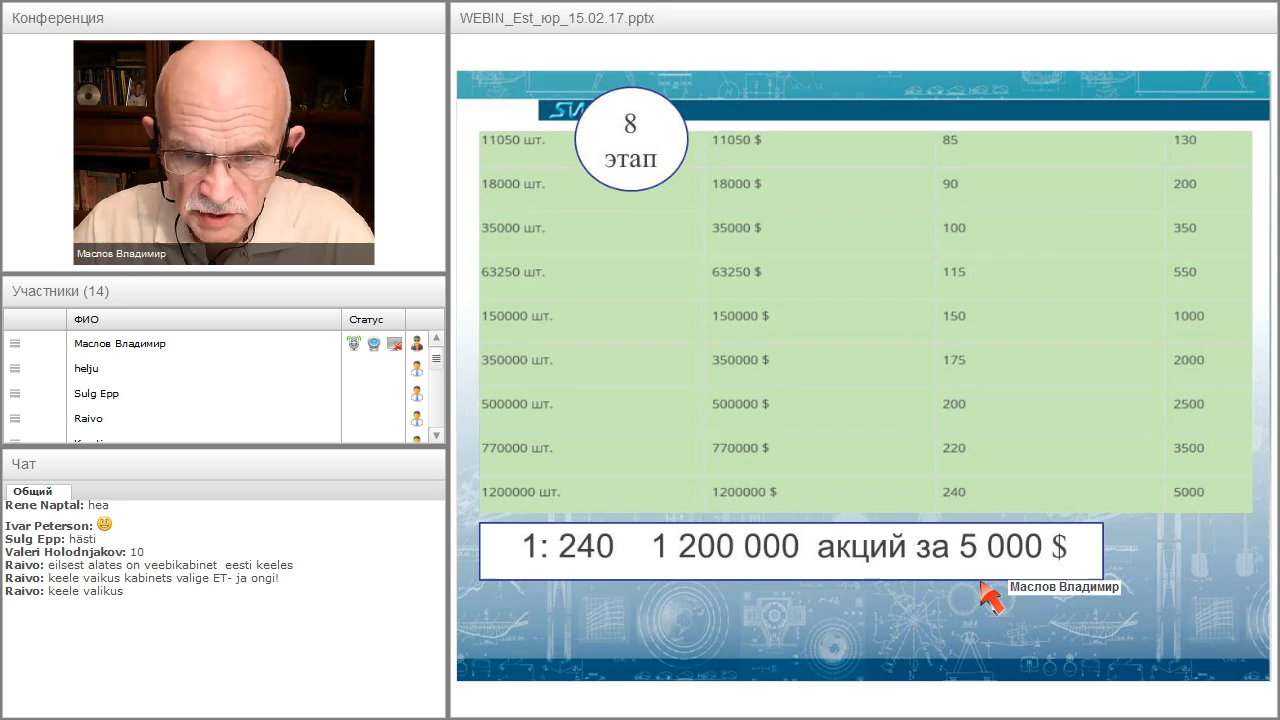 Конференция
Маслов Владимир
Участники (14)
ФИО Статус
Маслов Владимир
helju
Sulg Epp
Raivo
Чат
Общий
Rene Naptal: hea
Ivar Peterson:
Sulg Epp: hästi
Valeri Holodnjakov: 10
Raivo: eilsest alates on veebikabinet eesti keeles
Raivo: keele vaikus kabinets valige ET- ja ongi!
Raivo: keele valikus
WEBIN_Est_юр_15.02.17.pptx
8
этап
11050 шт. 11050 $ 85 130
18000 шт. 18000 $ 90 200
35000 шт. 35000 $ 100 350
63250 шт. 63250 $ 115 550
150000 шт. 150000 $ 150 1000
350000 шт. 350000 $ 175 2000
500000 шт. 500000 $ 200 2500
770000 шт. 770000 $ 220 3500
1200000 шт. 1200000 $ 240 5000
1: 240 1 200 000 акций за 5 000 $
Маслов Владимир